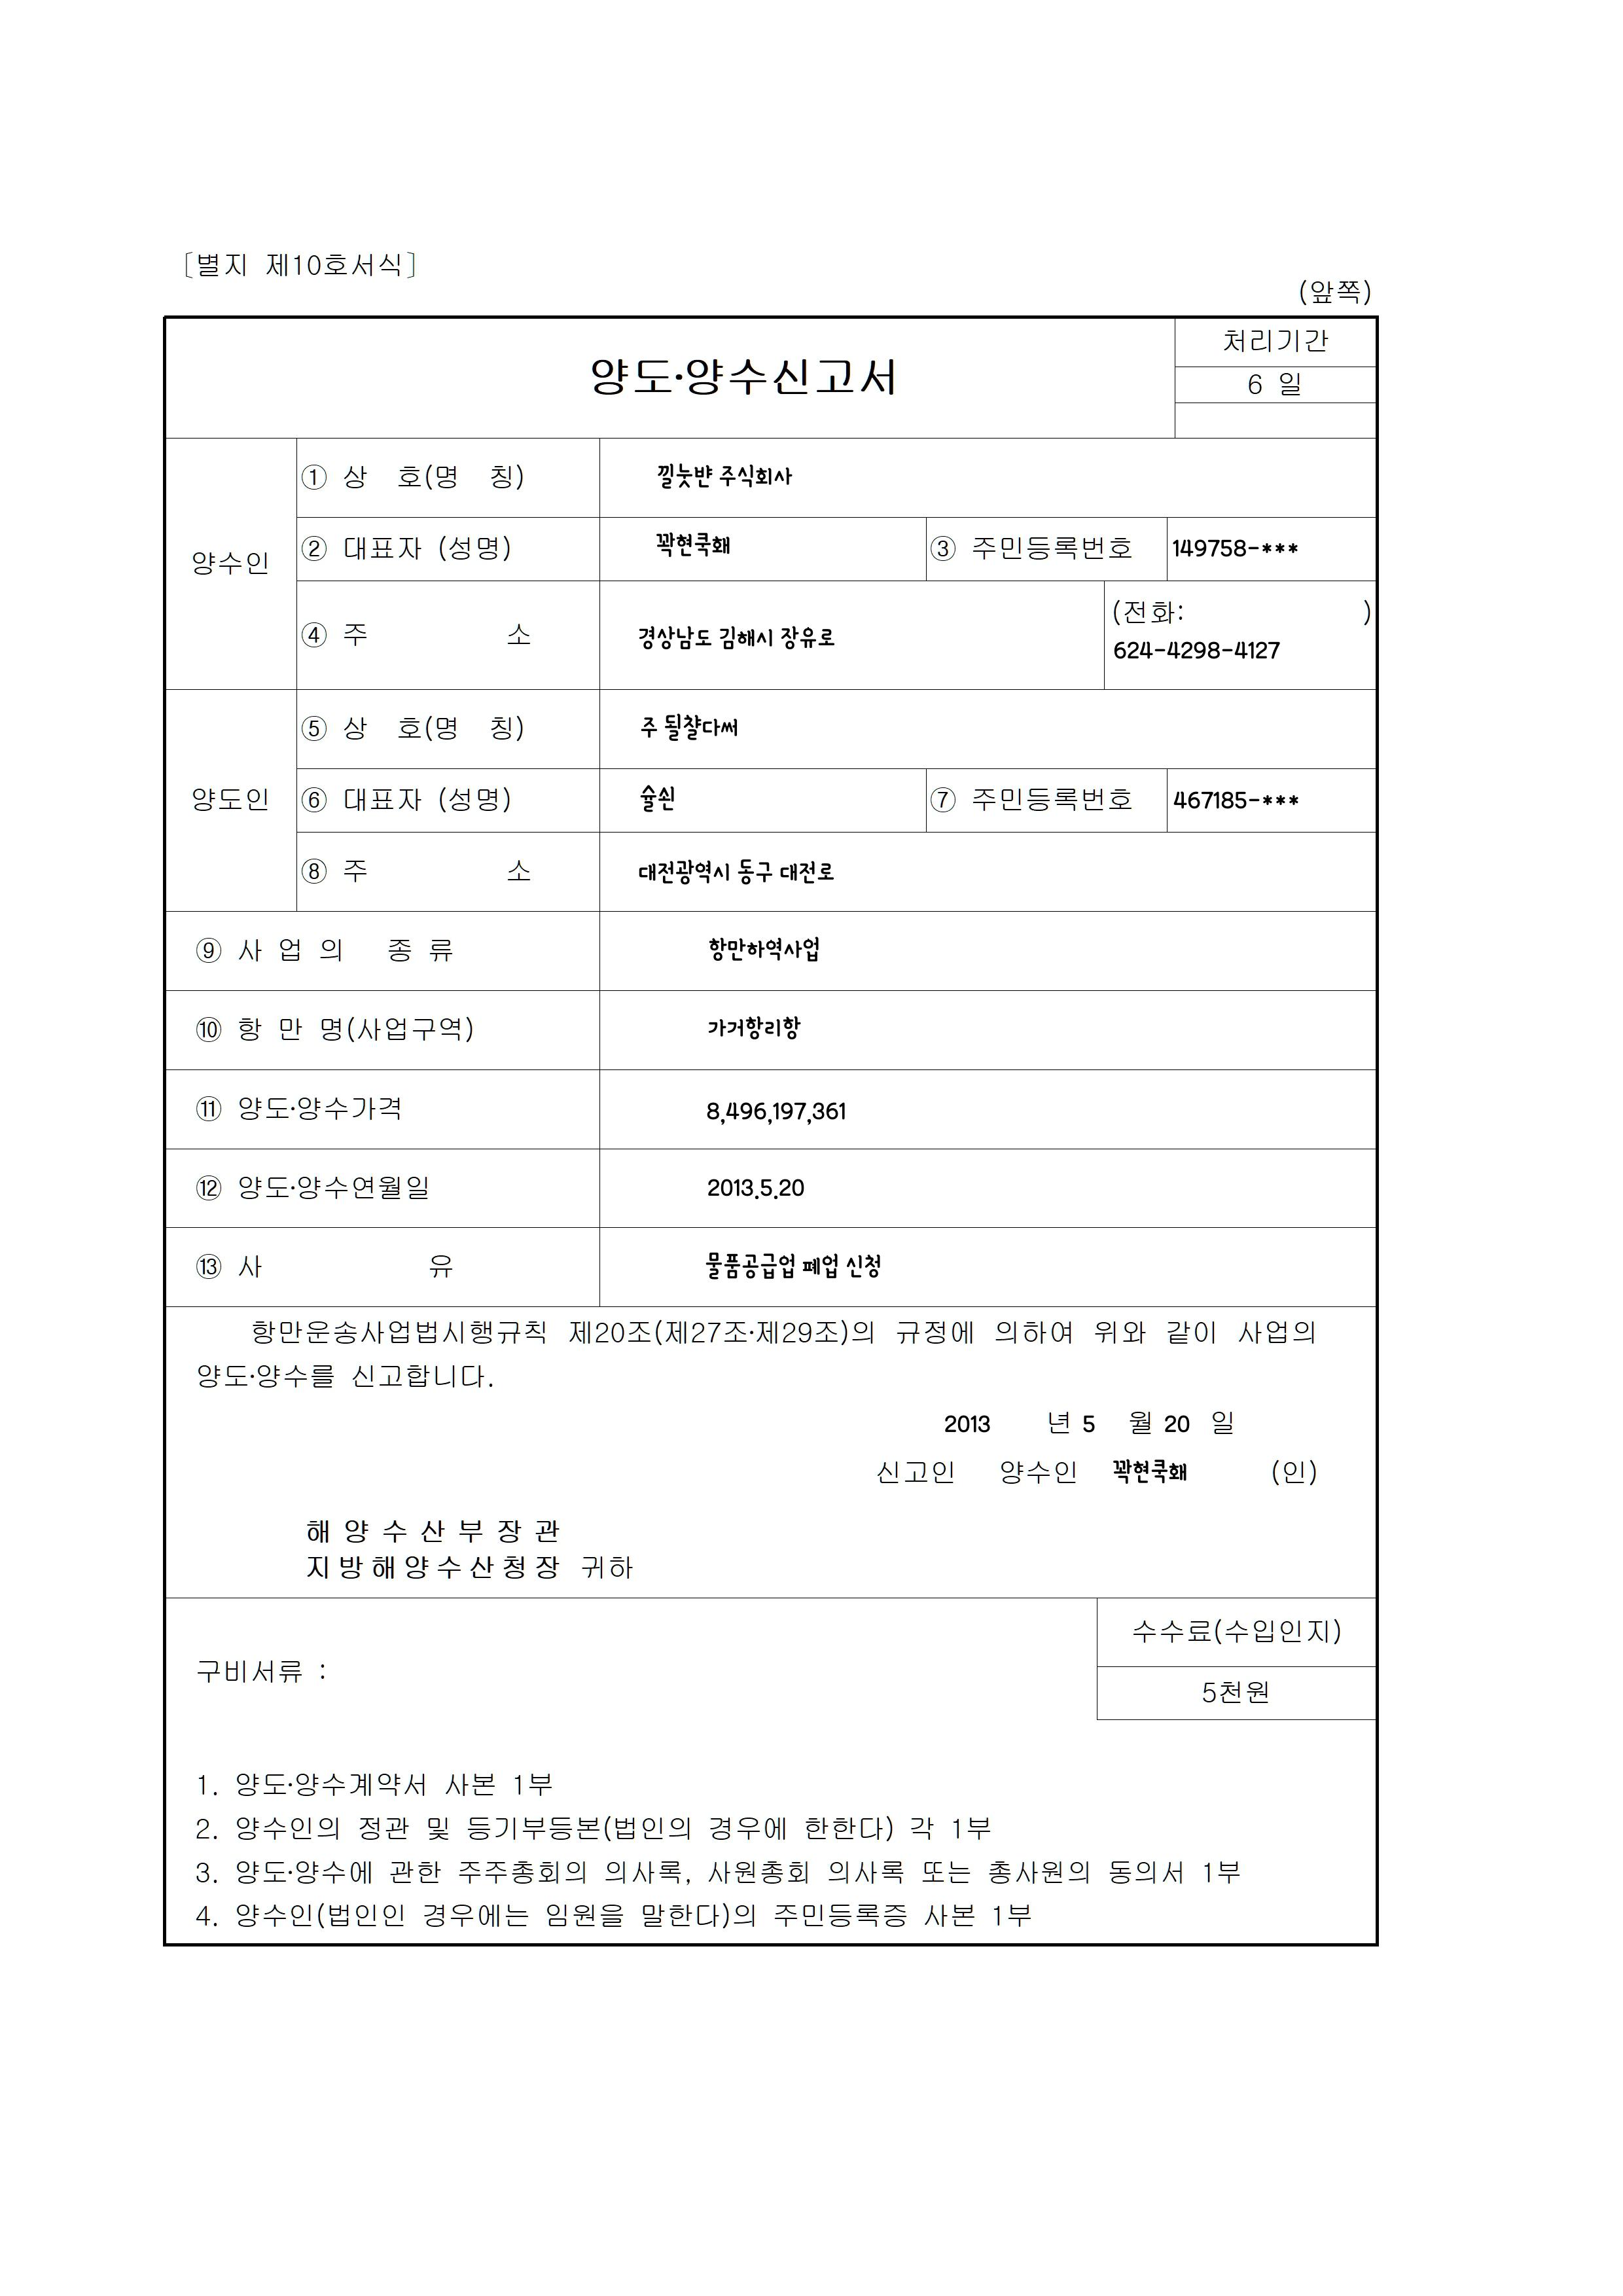 [별지 제10호서식]
(앞쪽)
양도·양수신고서
처리기간
6 일
양수인
① 상 호(명 칭)
낄눗뱐 주식회사
② 대표자 (성명)
꽉현쿡홰
③ 주민등록번호
149758-***
④ 주 소
경상남도 김해시 장유로
(전화: )
624-4298-4127
양도인
⑤ 상 호(명 칭)
주 될챨다써
⑥ 대표자 (성명)
슐쇤
⑦ 주민등록번호
467185-***
⑧ 주 소
대전광역시 동구 대전로
⑨ 사 업 의 종 류
항만하역사업
⑩ 항 만 명(사업구역)
가거항리항
⑪ 양도·양수가격
8,496,197,361
⑫ 양도·양수연월일
2013.5.20
⑬ 사 유
물품공급업 폐업 신청
항만운송사업법시행규칙 제20조(제27조·제29조)의 규정에 의하여 위와 같이 사업의
양도·양수를 신고합니다.
2013 년 5 월 20 일
신고인 양수인 꽉현쿡홰 (인)
해 양 수 산 부 장 관
지방해양수산청장 귀하
구비서류 :
수수료(수입인지)
5천원
1. 양도·양수계약서 사본 1부
2. 양수인의 정관 및 등기부등본(법인의 경우에 한한다) 각 1부
3. 양도·양수에 관한 주주총회의 의사록, 사원총회 의사록 또는 총사원의 동의서 1부
4. 양수인(법인인 경우에는 임원을 말한다)의 주민등록증 사본 1부